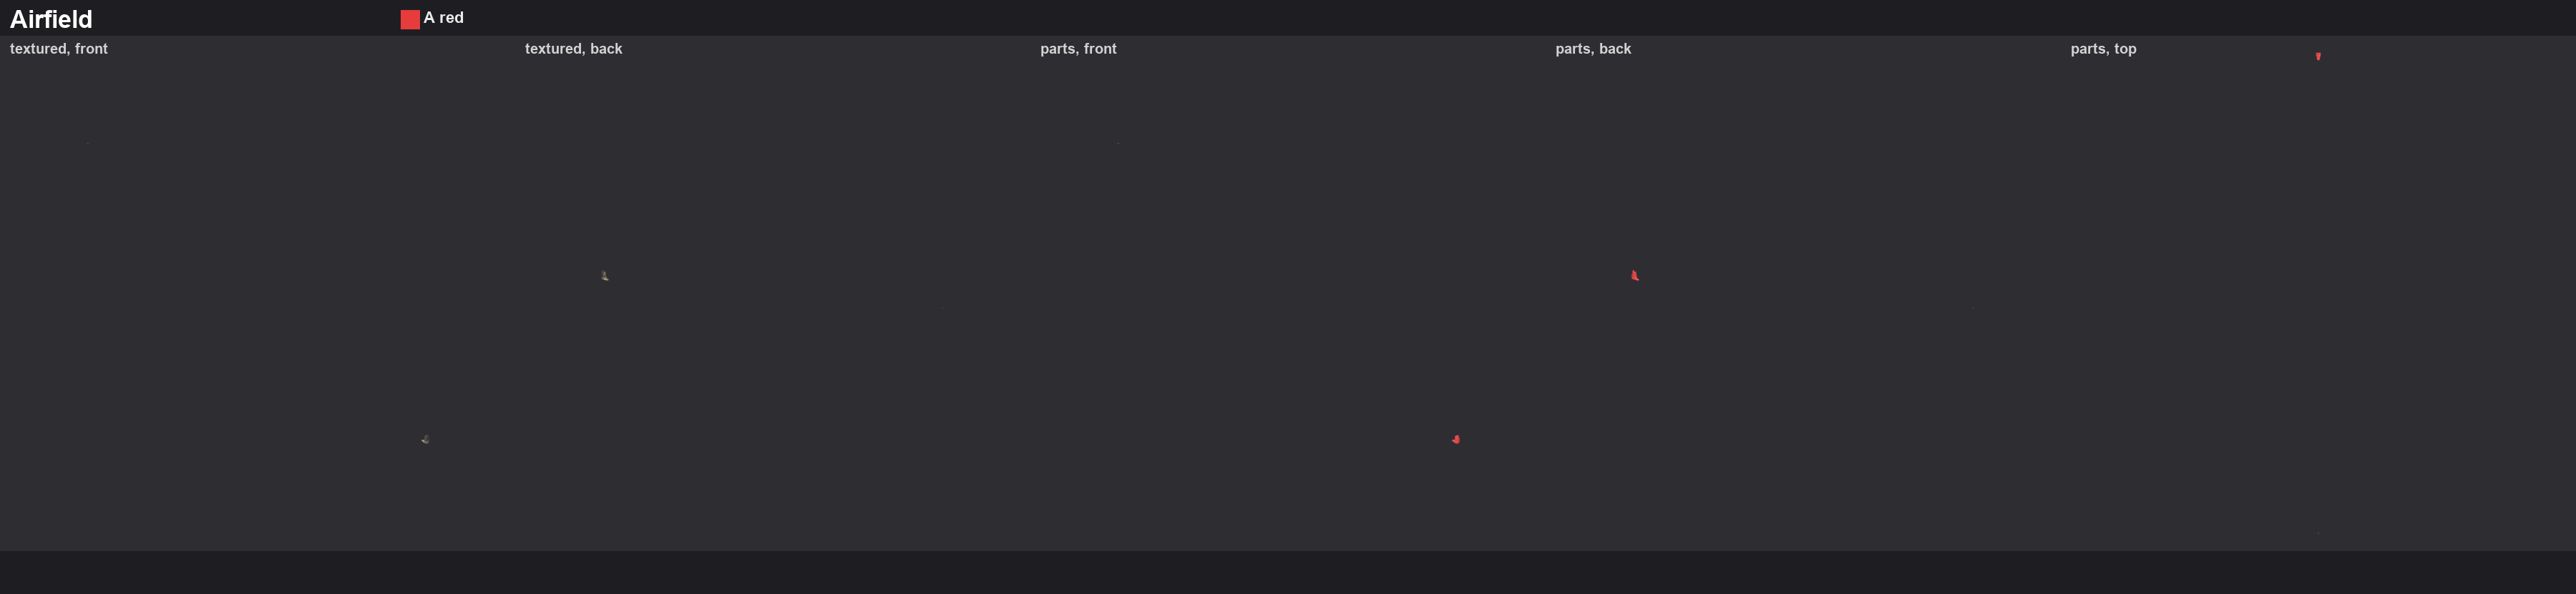 Airfield
A red
textured, front
textured, back
parts, front
parts, back
parts, top